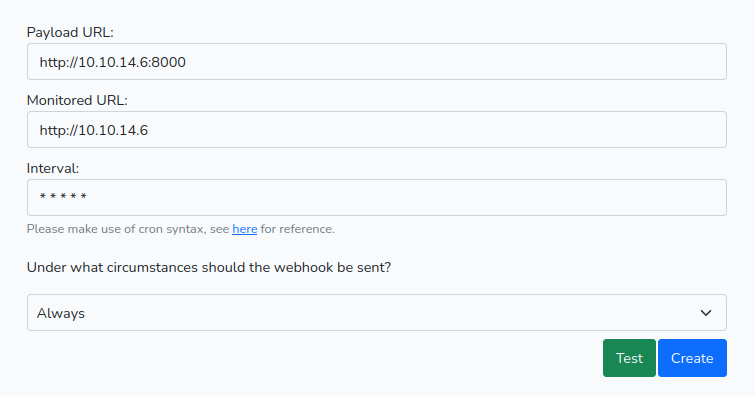 Payload URL:
http://10.10.14.6:8000
Monitored URL:
http://10.10.14.6
Interval:
* * * * *
Please make use of cron syntax, see here for reference.
Under what circumstances should the webhook be sent?
Always
Test Create